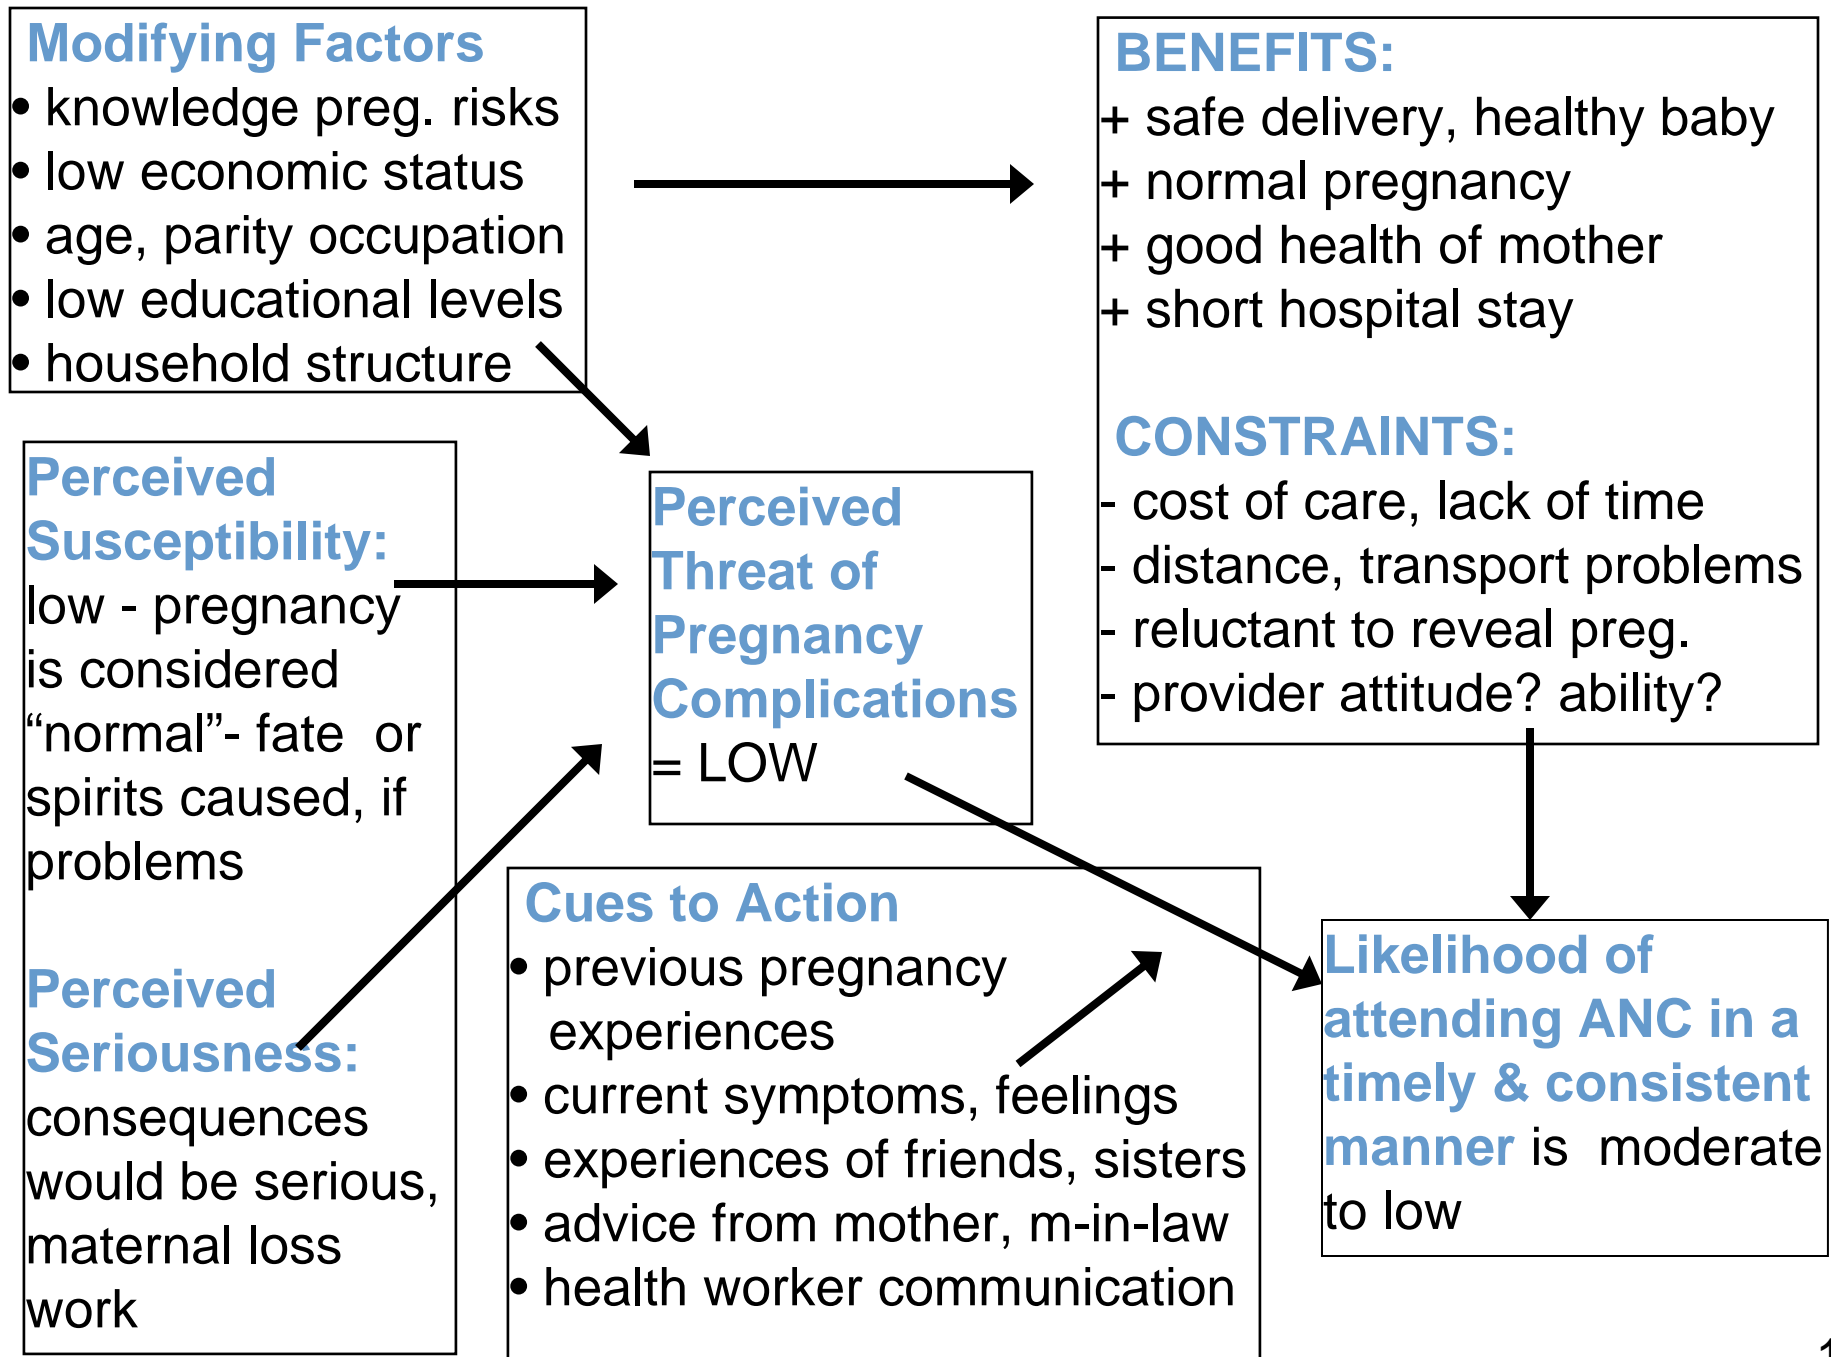 Modifying Factors
• knowledge preg. risks
• low economic status
• age, parity occupation
• low educational levels
• household structure
BENEFITS:
+ safe delivery, healthy baby
+ normal pregnancy
+ good health of mother
+ short hospital stay
CONSTRAINTS:
- cost of care, lack of time
- distance, transport problems
- reluctant to reveal preg.
- provider attitude? ability?
Perceived
Susceptibility:
low - pregnancy
is considered
“normal”- fate or
spirits caused, if
problems
Perceived
Seriousness:
consequences
would be serious,
maternal loss
work
Perceived
Threat of
Pregnancy
Complications
= LOW
Cues to Action
• previous pregnancy
experiences
• current symptoms, feelings
• experiences of friends, sisters
• advice from mother, m-in-law
• health worker communication
Likelihood of
attending ANC in a
timely & consistent
manner is moderate
to low